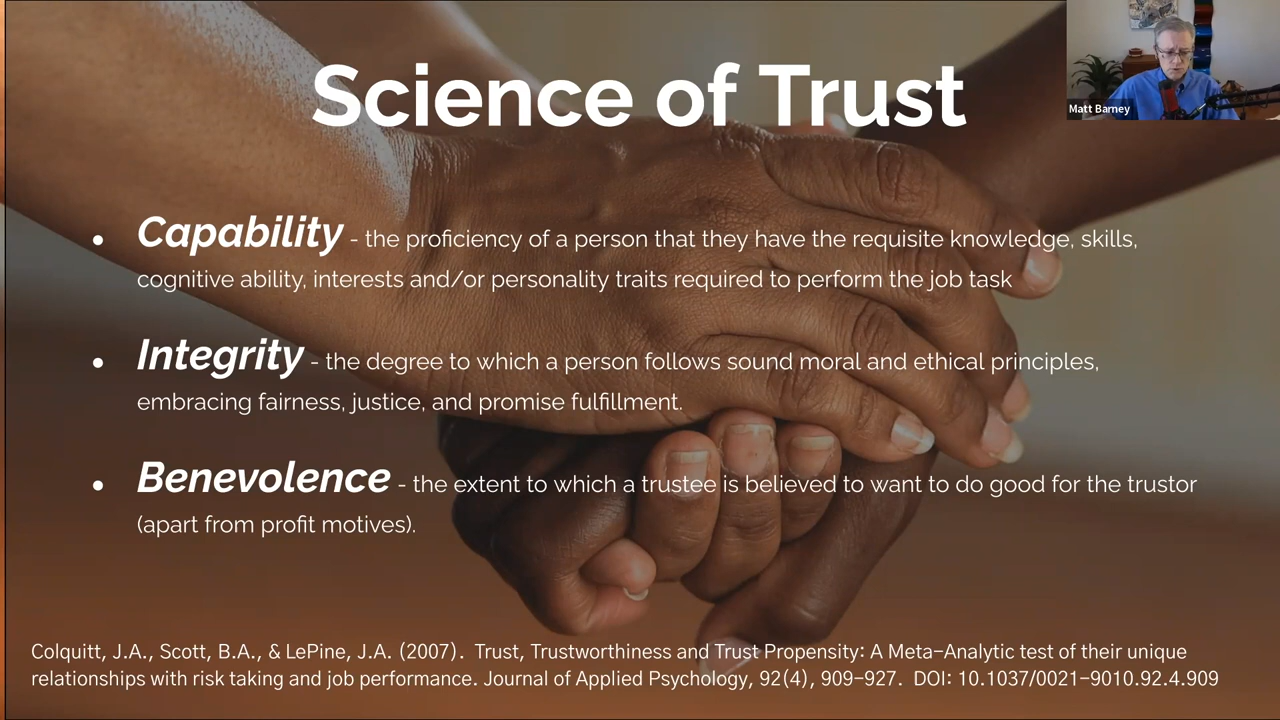 Science of Trust
Matt Barney
• Capability - the proficiency of a person that they have the requisite knowledge, skills,
cognitive ability, interests and/or personality traits required to perform the job task
• Integrity - the degree to which a person follows sound moral and ethical principles,
embracing fairness, justice, and promise fulfillment.
• Benevolence - the extent to which a trustee is believed to want to do good for the trustor
(apart from profit motives).
Colquitt, J.A., Scott, B.A., & LePine, J.A. (2007). Trust, Trustworthiness and Trust Propensity: A Meta-Analytic test of their unique
relationships with risk taking and job performance. Journal of Applied Psychology, 92(4), 909-927. DOI: 10.1037/0021-9010.92.4.909